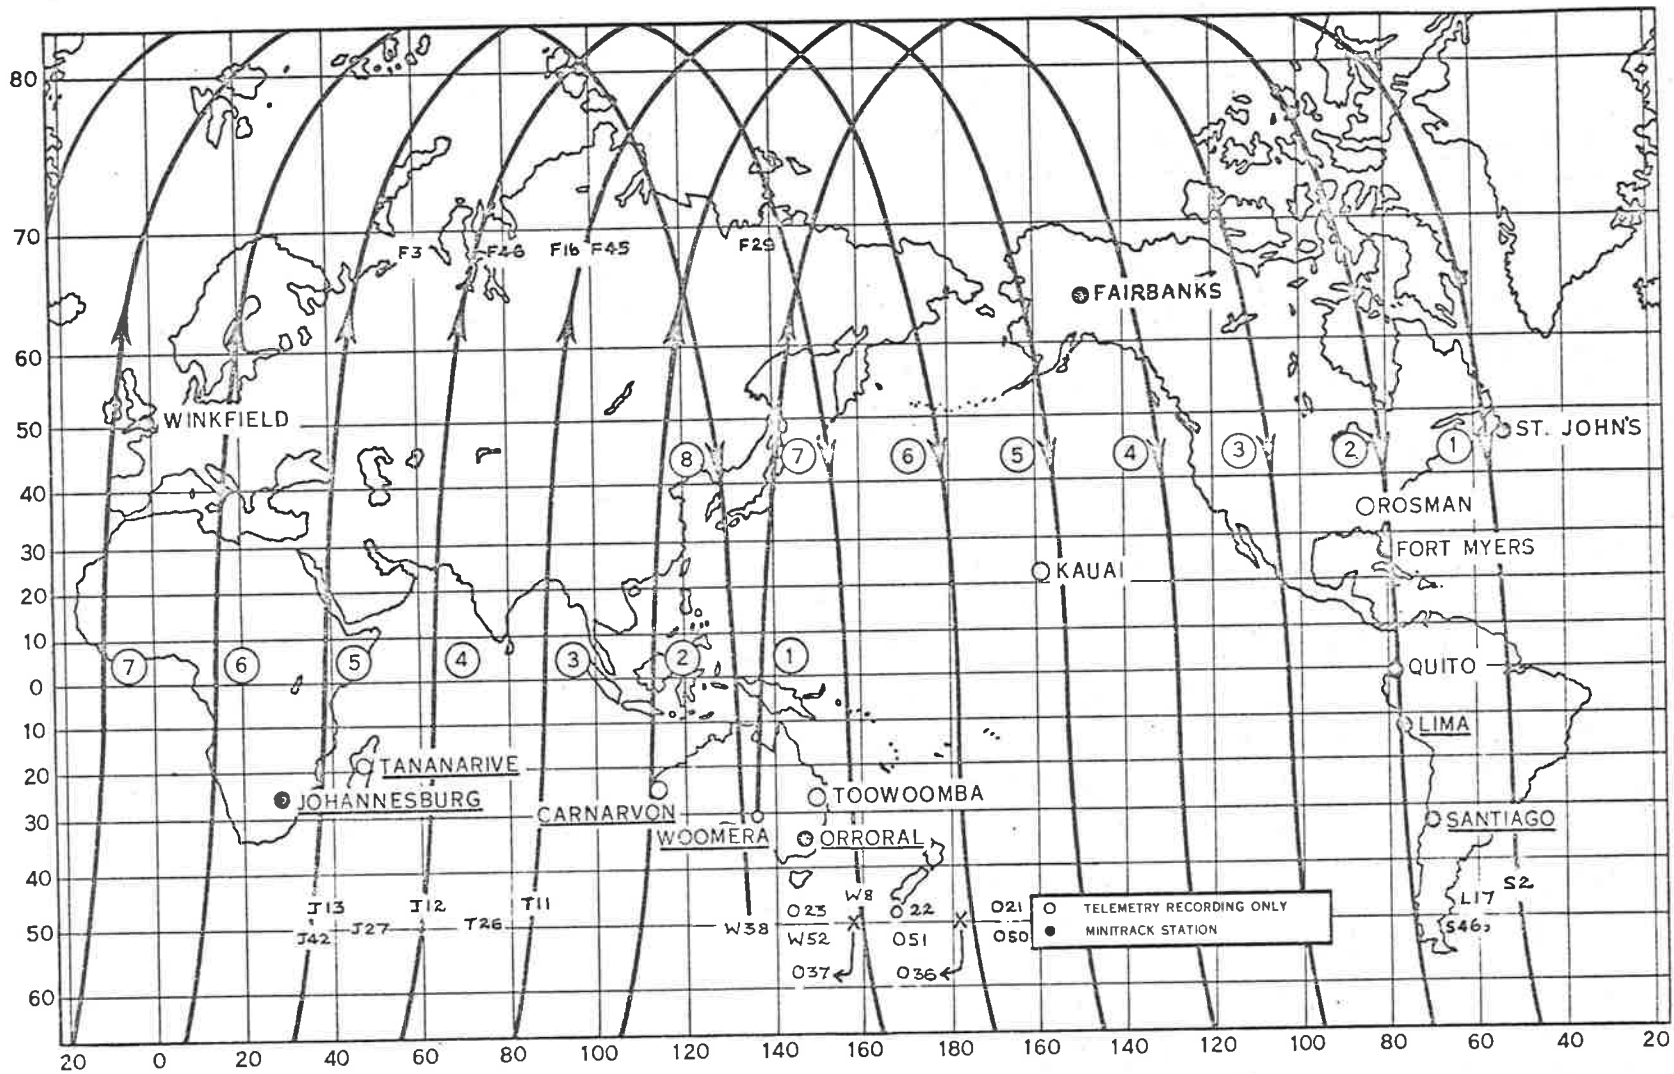 80
70
F3
F46
F16
F45
F29
FAIRBANKS
60
50
WINKFIELD
ST. JOHN'S
8
7
6
5
4
3
2
1
40
ROSMAN
30
FORT MYERS
KAUAI
20
10
7
6
5
4
3
2
1
0
QUITO
10
LIMA
20
TANANARIVE
JOHANNESBURG
CARNARVON
TOOWOOMBA
30
WOOMERA
ORRORAL
SANTIAGO
40
J13
J12
T11
W8
S2
L17
O23
O22
O21
TELEMETRY RECORDING ONLY
J42
J27
T26
W38
S46
MINITRACK STATION
50
W52
O51
O50
O37
O36
60
20 0 20 40 60 80 100 120 140 160 180 160 140 120 100 80 60 40 20